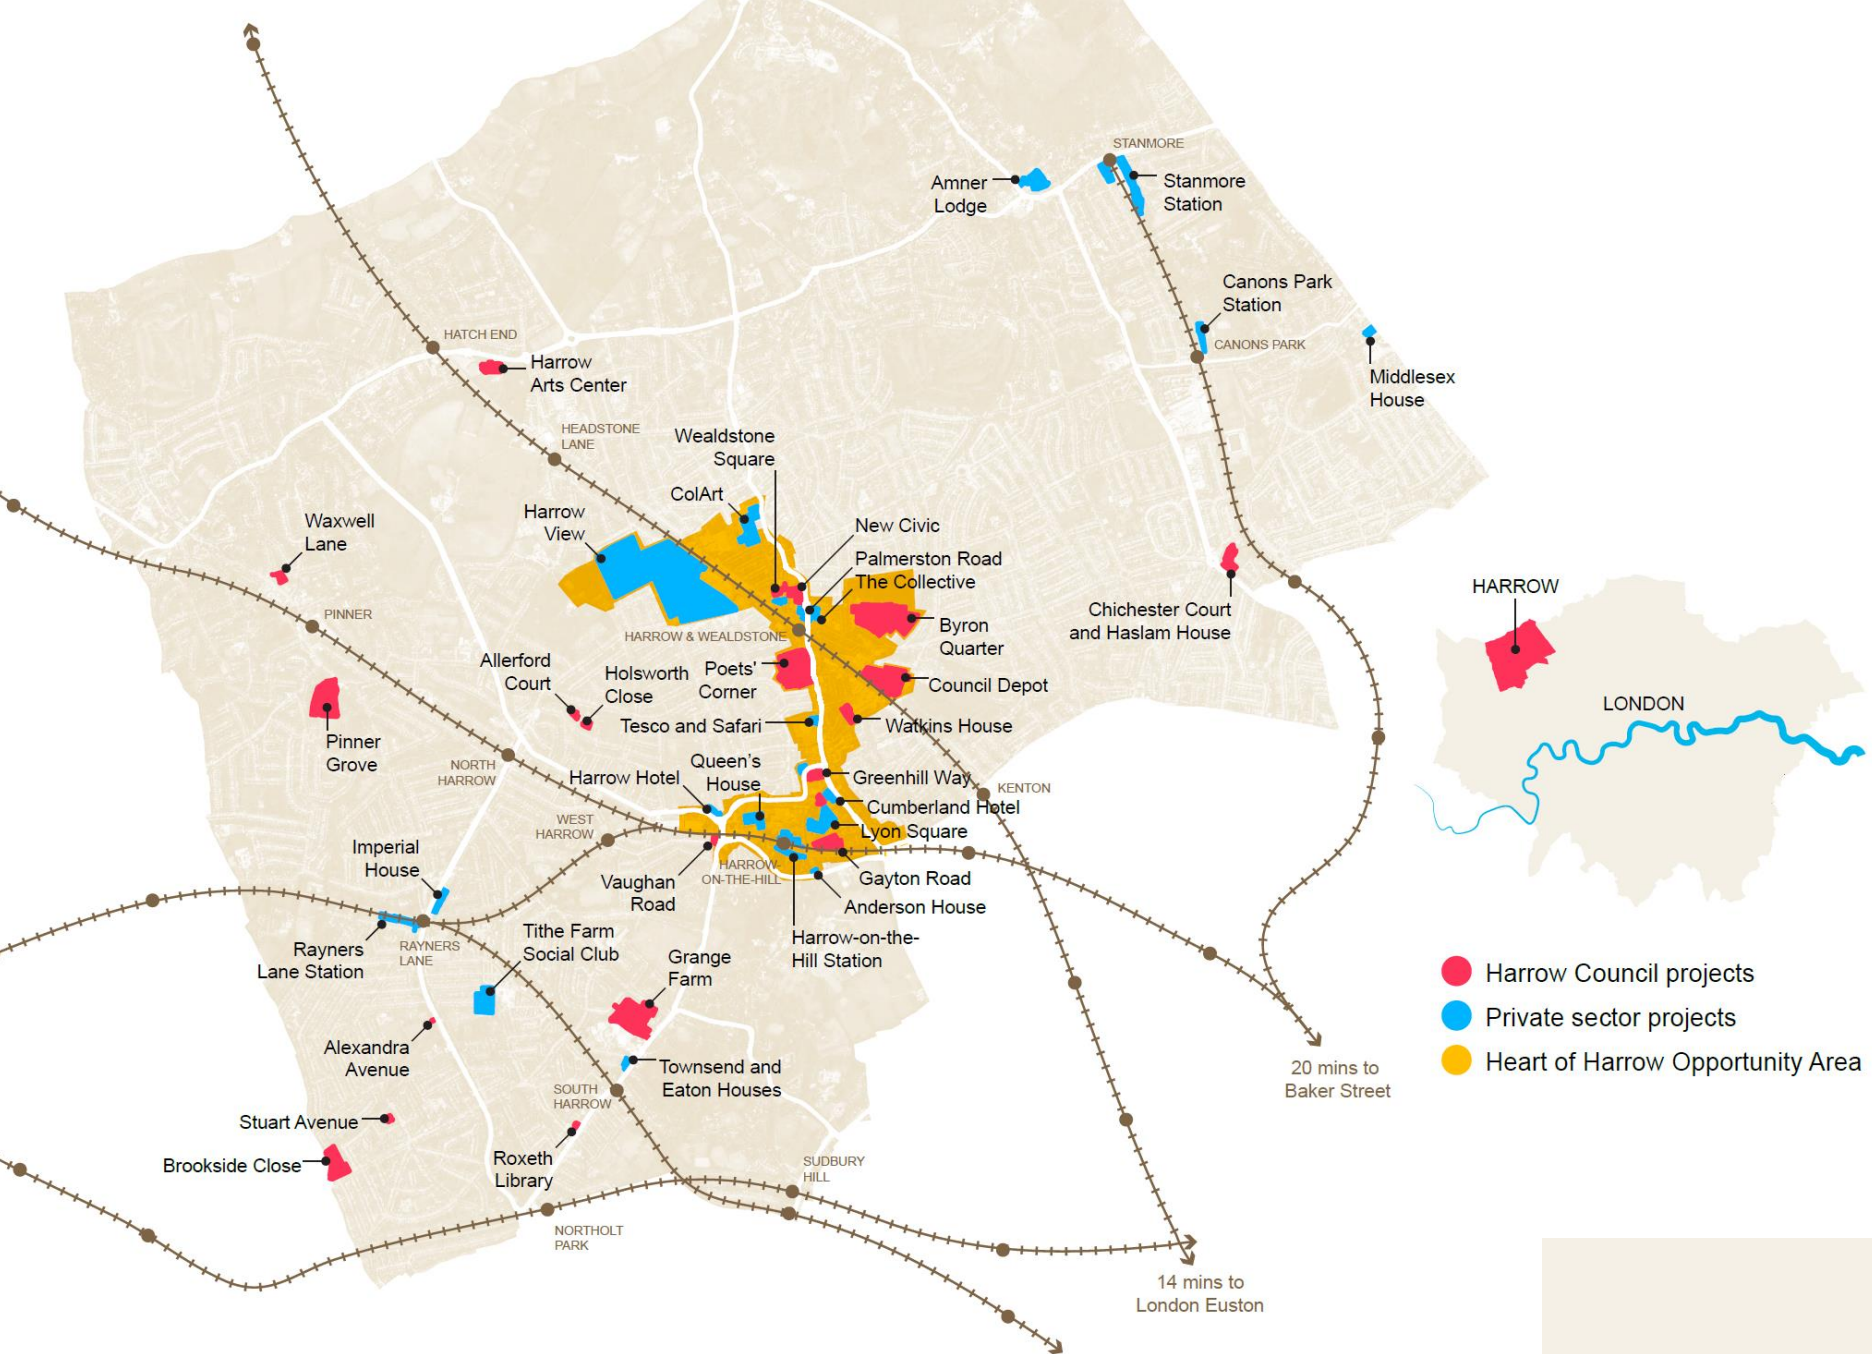 STANMORE
Amner
Lodge
Stanmore
Station
Canons Park
Station
HATCH END
CANONS PARK
Harrow
Arts Center
Middlesex
House
HEADSTONE
LANE
Wealdstone
Square
ColArt
Harrow
View
New Civic
Waxwell
Lane
Palmerston Road
The Collective
HARROW
Chichester Court
and Haslam House
PINNER
HARROW & WEALDSTONE
Byron
Quarter
Allerford
Court
Holsworth
Close
Poets'
Corner
Council Depot
LONDON
Tesco and Safari
Watkins House
Pinner
Grove
NORTH
HARROW
Queen's
House
Harrow Hotel
Greenhill Way
KENTON
Cumberland Hotel
WEST
HARROW
Lyon Square
Imperial
House
HARROW-
ON-THE-HILL
Vaughan
Road
Gayton Road
Anderson House
Rayners
Lane Station
RAYNERS
LANE
Tithe Farm
Social Club
Harrow-on-the-
Hill Station
Grange
Farm
Harrow Council projects
Private sector projects
Heart of Harrow Opportunity Area
Alexandra
Avenue
Townsend and
Eaton Houses
20 mins to
Baker Street
SOUTH
HARROW
Stuart Avenue
Brookside Close
Roxeth
Library
SUDBURY
HILL
NORTHOLT
PARK
14 mins to
London Euston